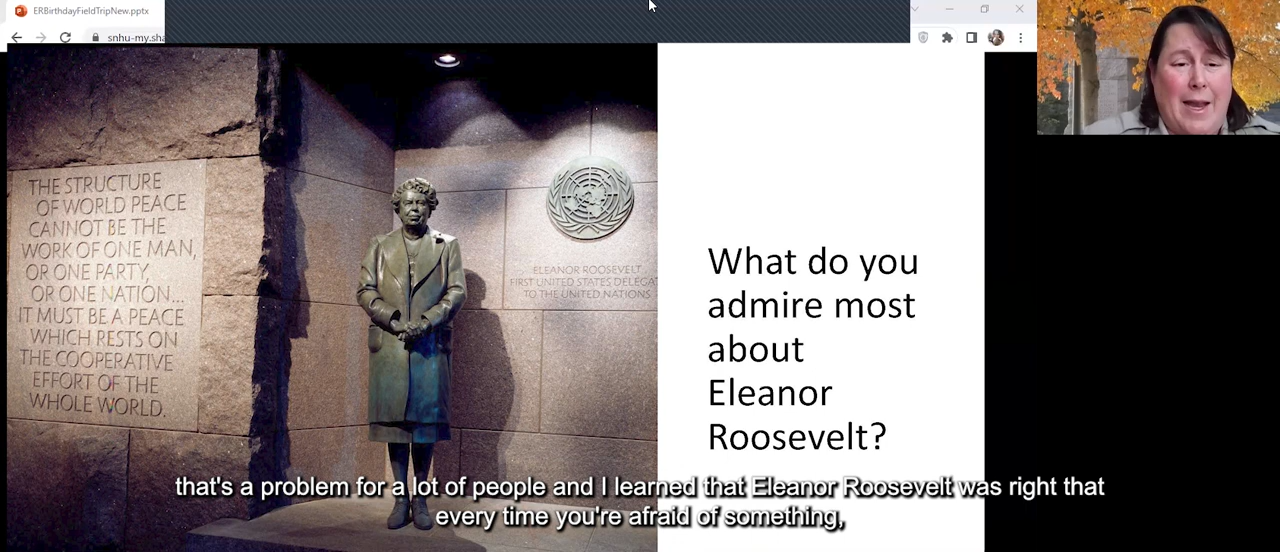 ERBirthdayFieldTripNew.pptx
snhu-my.sha
THE STRUCTURE
OF WORLD PEACE
CANNOT BE THE
WORK OF ONE MAN,
OR ONE PARTY,
OR ONE NATION...
IT MUST BE A PEACE
WHICH RESTS ON
THE COOPERATIVE
EFFORT OF THE
WHOLE WORLD.
ELEANOR ROOSEVELT
FIRST UNITED STATES DELEGAT
TO THE UNITED NATIONS
What do you
admire most
about
Eleanor
Roosevelt?
that's a problem for a lot of people and I learned that Eleanor Roosevelt was right that
every time you're afraid of something,